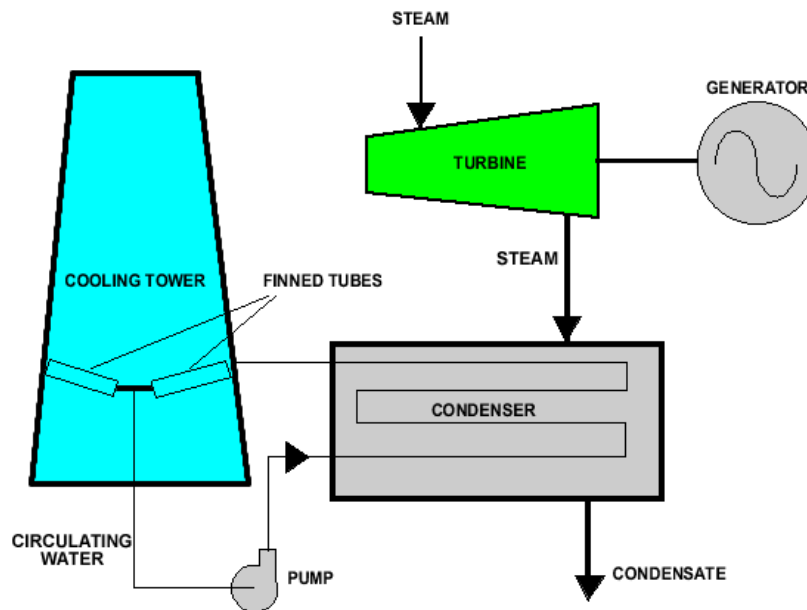 STEAM
GENERATOR
TURBINE
STEAM
COOLING TOWER
FINNED TUBES
CONDENSER
CIRCULATING
WATER
PUMP
CONDENSATE